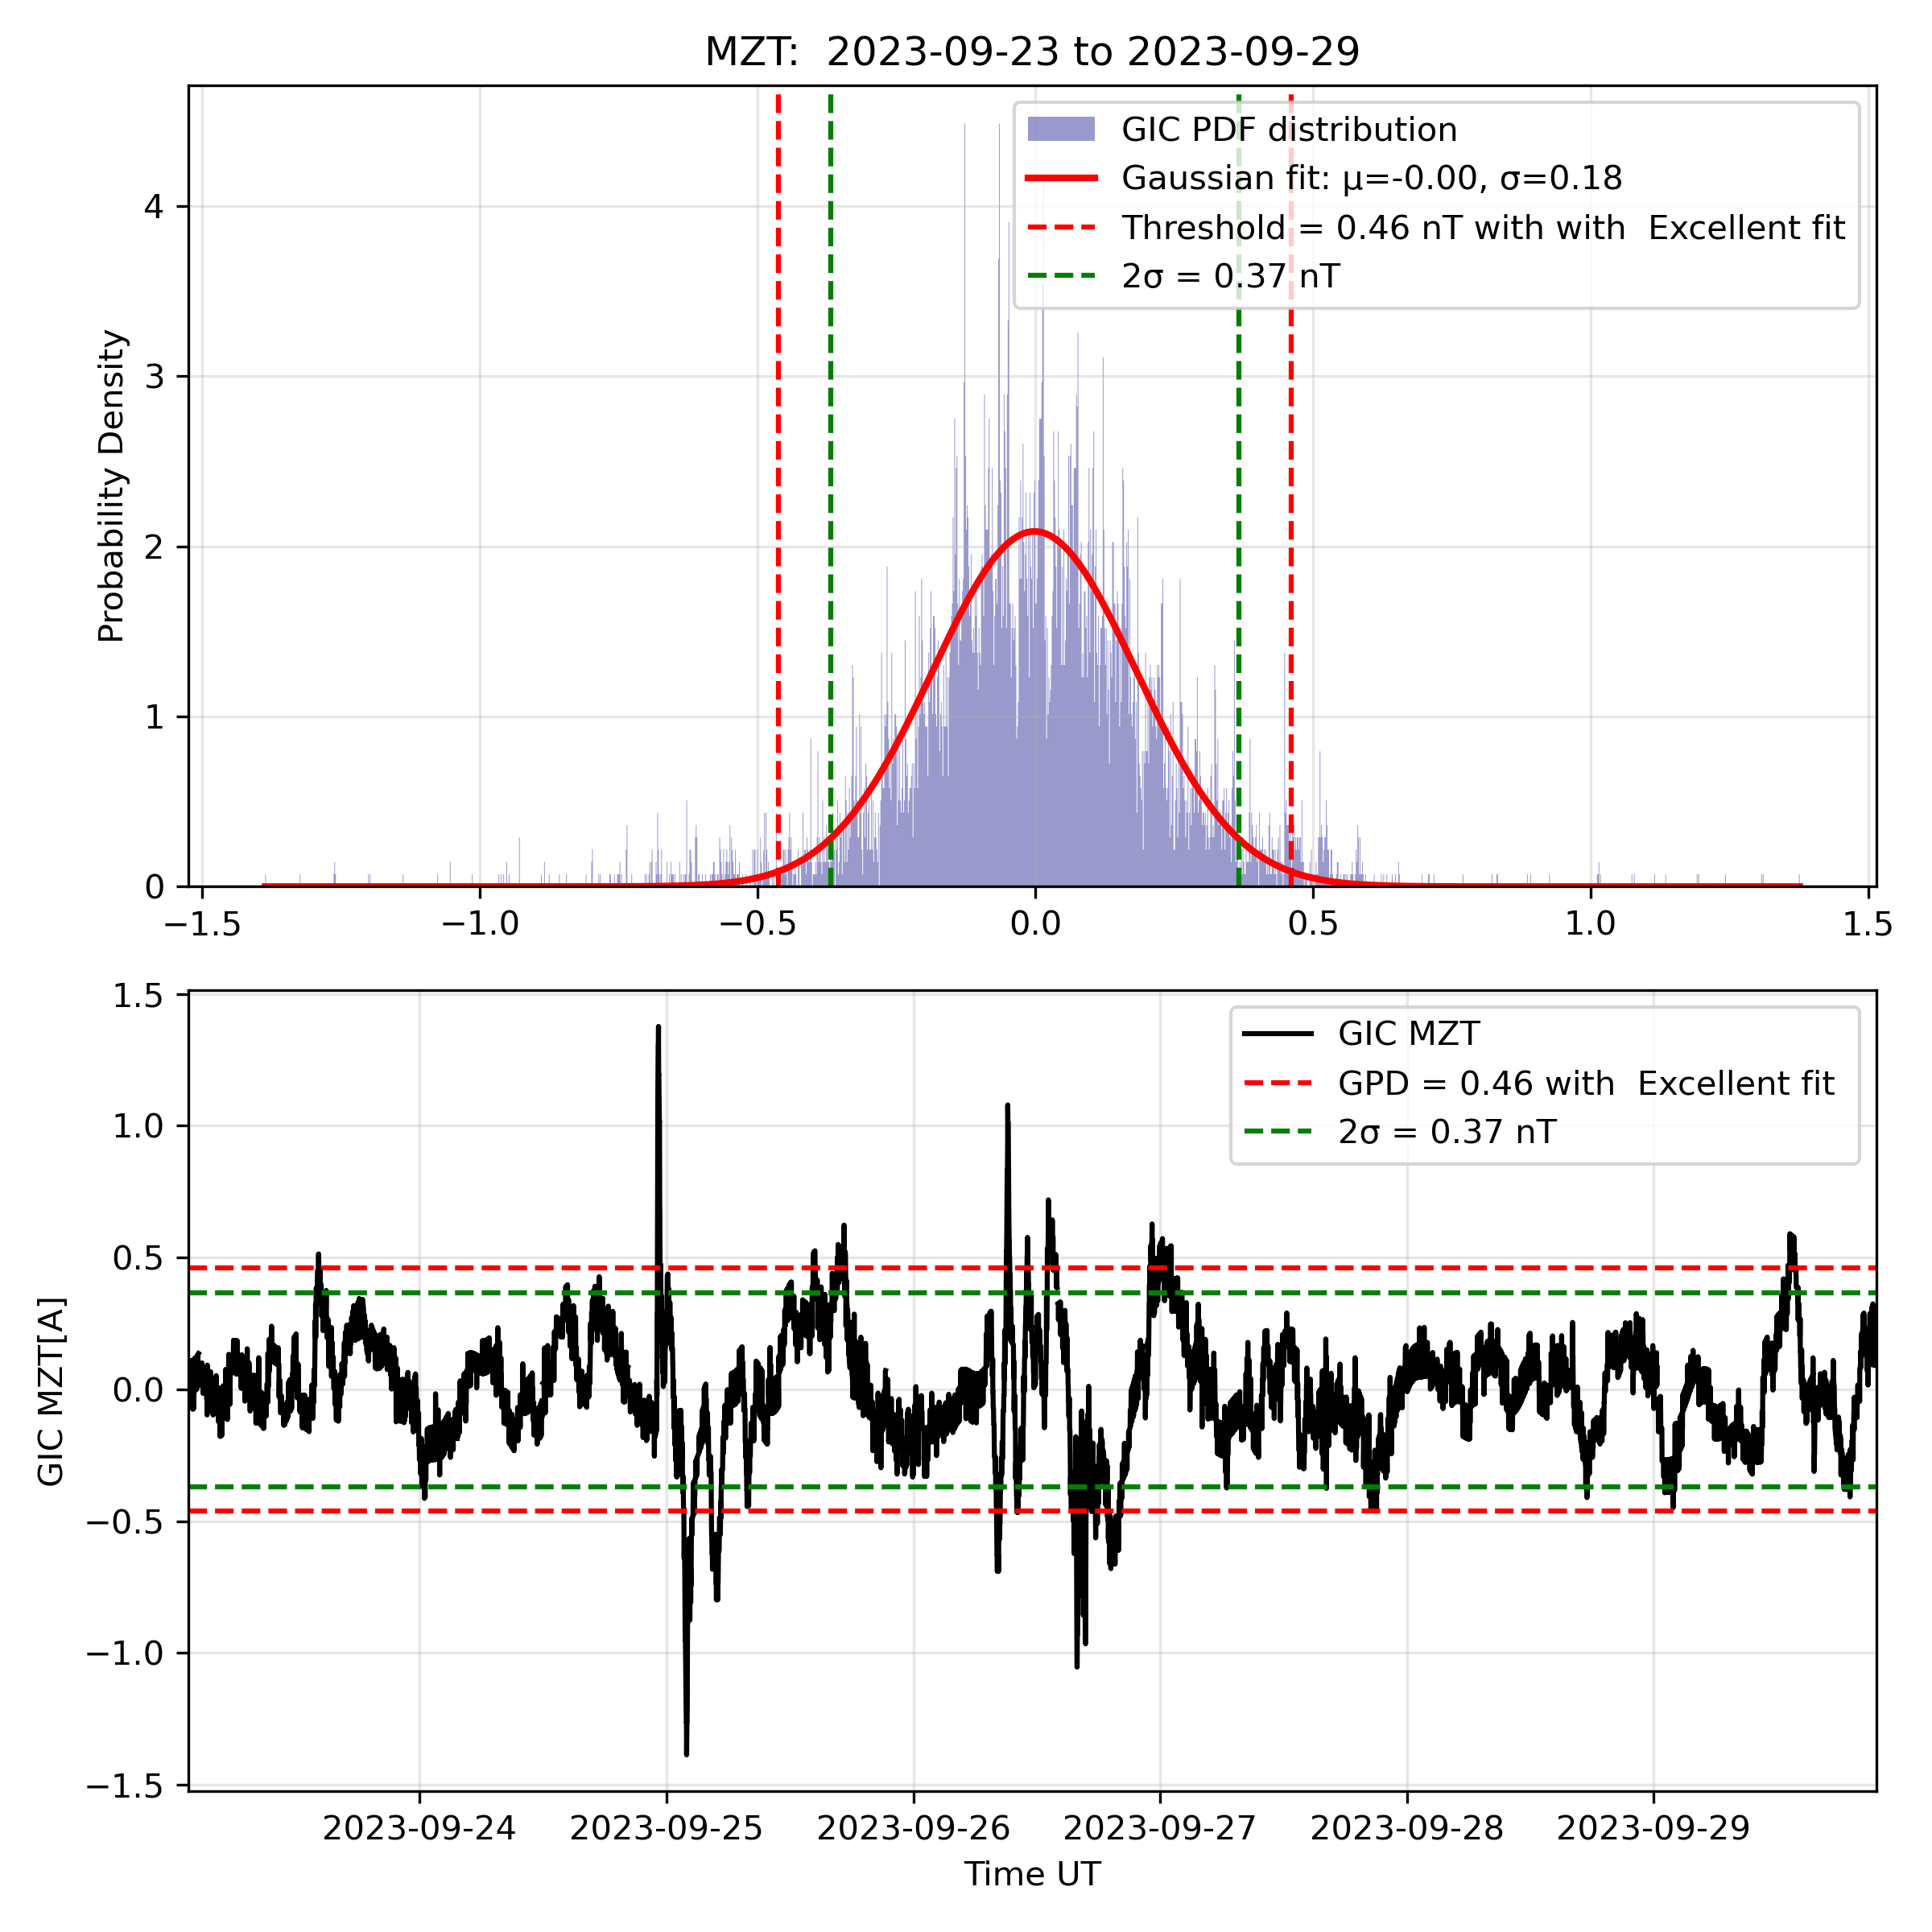 MZT:  2023-09-23 to 2023-09-29
Probability Density
4
3
2
1
0
−1.5
−1.0
−0.5
0.0
0.5
1.0
1.5
GIC PDF distribution
Gaussian fit: μ=-0.00, σ=0.18
Threshold = 0.46 nT with with  Excellent fit
2σ = 0.37 nT
GIC MZT[A]
1.5
1.0
0.5
0.0
−0.5
−1.0
−1.5
GIC MZT
GPD = 0.46 with  Excellent fit
2σ = 0.37 nT
2023-09-24
2023-09-25
2023-09-26
2023-09-27
2023-09-28
2023-09-29
Time UT